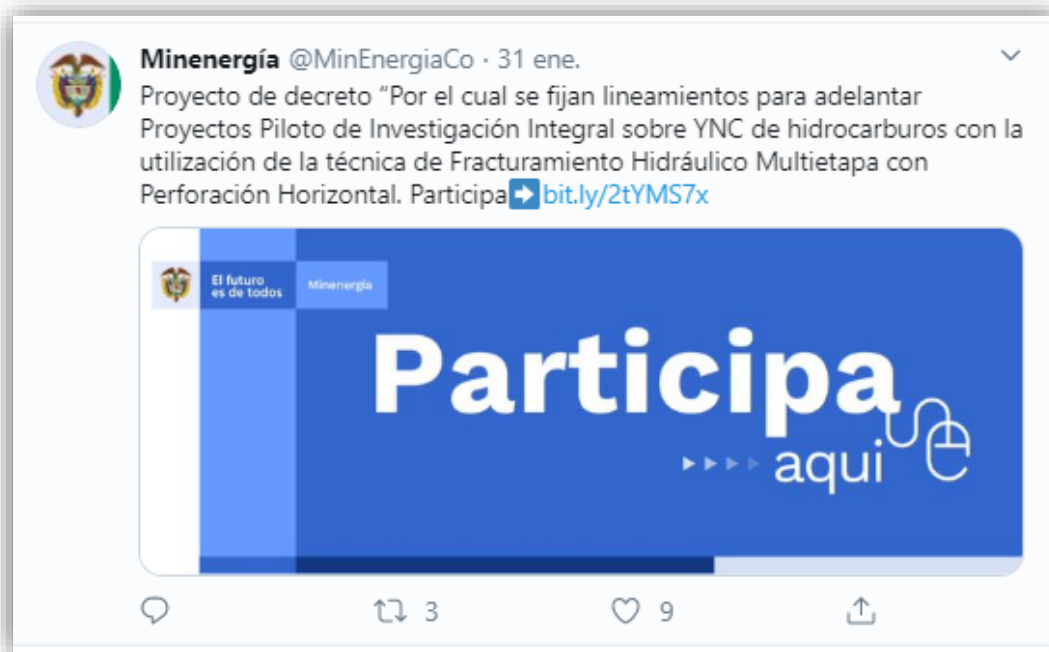 Minenergía @MinEnergiaCo · 31 ene.
Proyecto de decreto “Por el cual se fijan lineamientos para adelantar
Proyectos Piloto de Investigación Integral sobre YNC de hidrocarburos con la
utilización de la técnica de Fracturamiento Hidráulico Multietapa con
Perforación Horizontal. Participa➡bit.ly/2tYMS7x
El futuro
es de todos
Minenergía
Participa
aqui
3
9